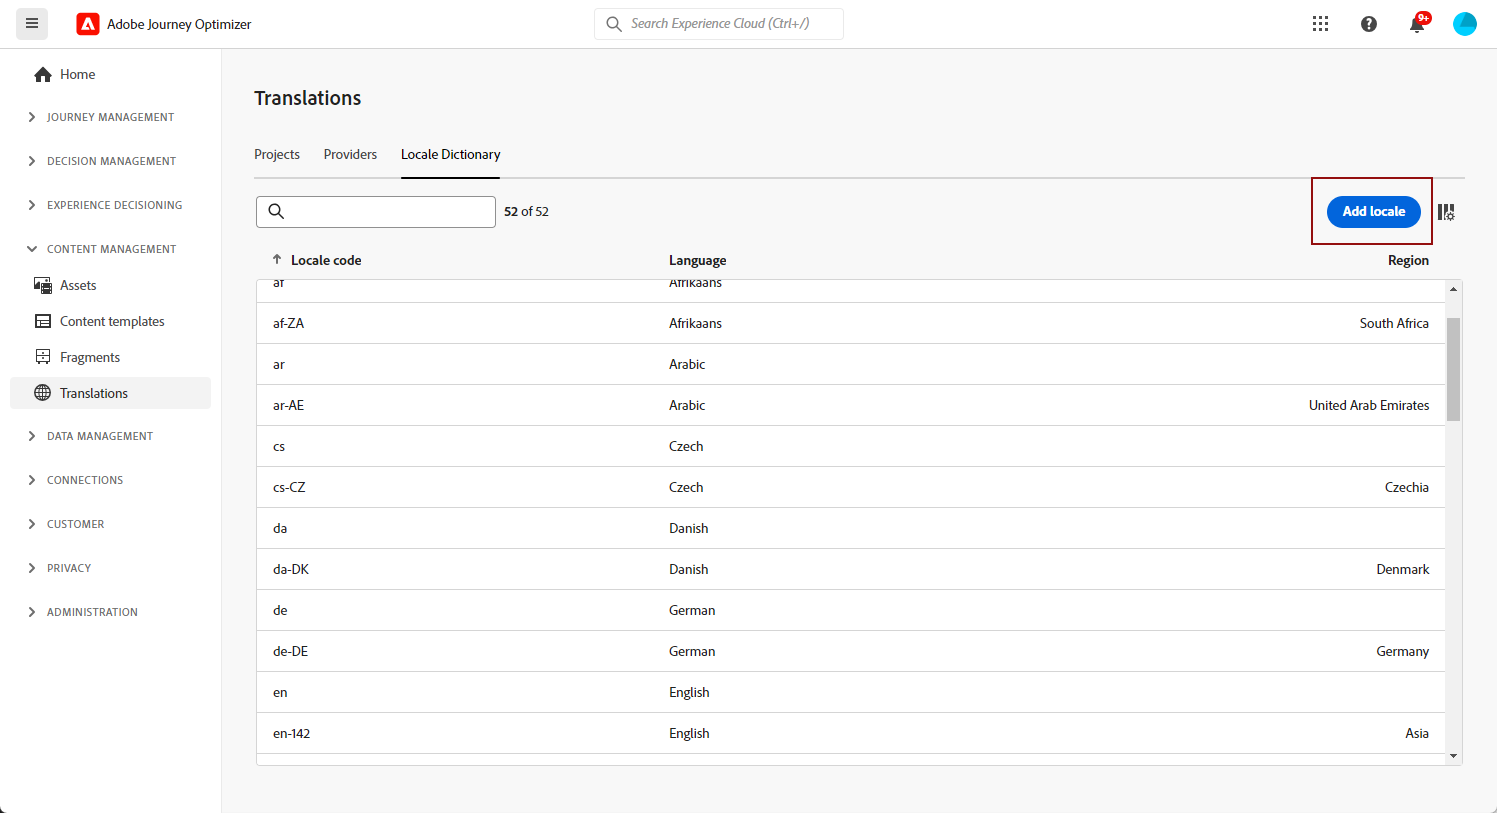 Adobe Journey Optimizer
Search Experience Cloud (Ctrl+/)
9+
Home
JOURNEY MANAGEMENT
DECISION MANAGEMENT
EXPERIENCE DECISIONING
CONTENT MANAGEMENT
Assets
Content templates
Fragments
Translations
DATA MANAGEMENT
CONNECTIONS
CUSTOMER
PRIVACY
ADMINISTRATION
Translations
Projects Providers Locale Dictionary
52 of 52
Add locale
Locale code Language Region
af Afrikaans
af-ZA Afrikaans South Africa
ar Arabic
ar-AE Arabic United Arab Emirates
cs Czech
cs-CZ Czech Czechia
da Danish
da-DK Danish Denmark
de German
de-DE German Germany
en English
en-142 English Asia